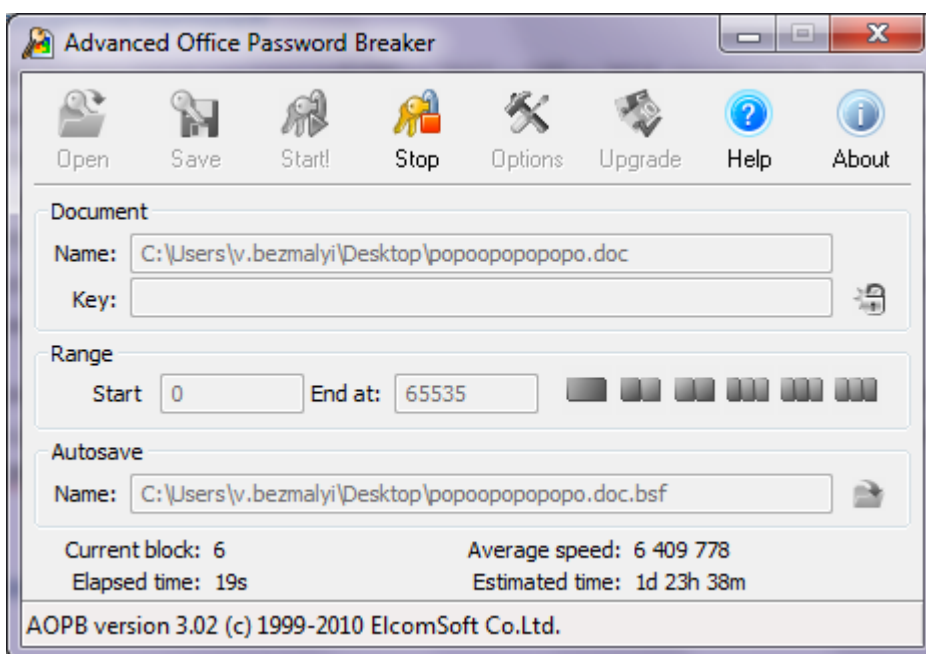 Advanced Office Password Breaker
Open Save Start! Stop Options Upgrade Help About
Document
Name: C:\Users\v.bezmalyi\Desktop\popoopopopopo.doc
Key:
Range
Start 0 End at: 65535
Autosave
Name: C:\Users\v.bezmalyi\Desktop\popoopopopopo.doc.bsf
Current block: 6 Average speed: 6 409 778
Elapsed time: 19s Estimated time: 1d 23h 38m
AOPB version 3.02 (c) 1999-2010 ElcomSoft Co.Ltd.